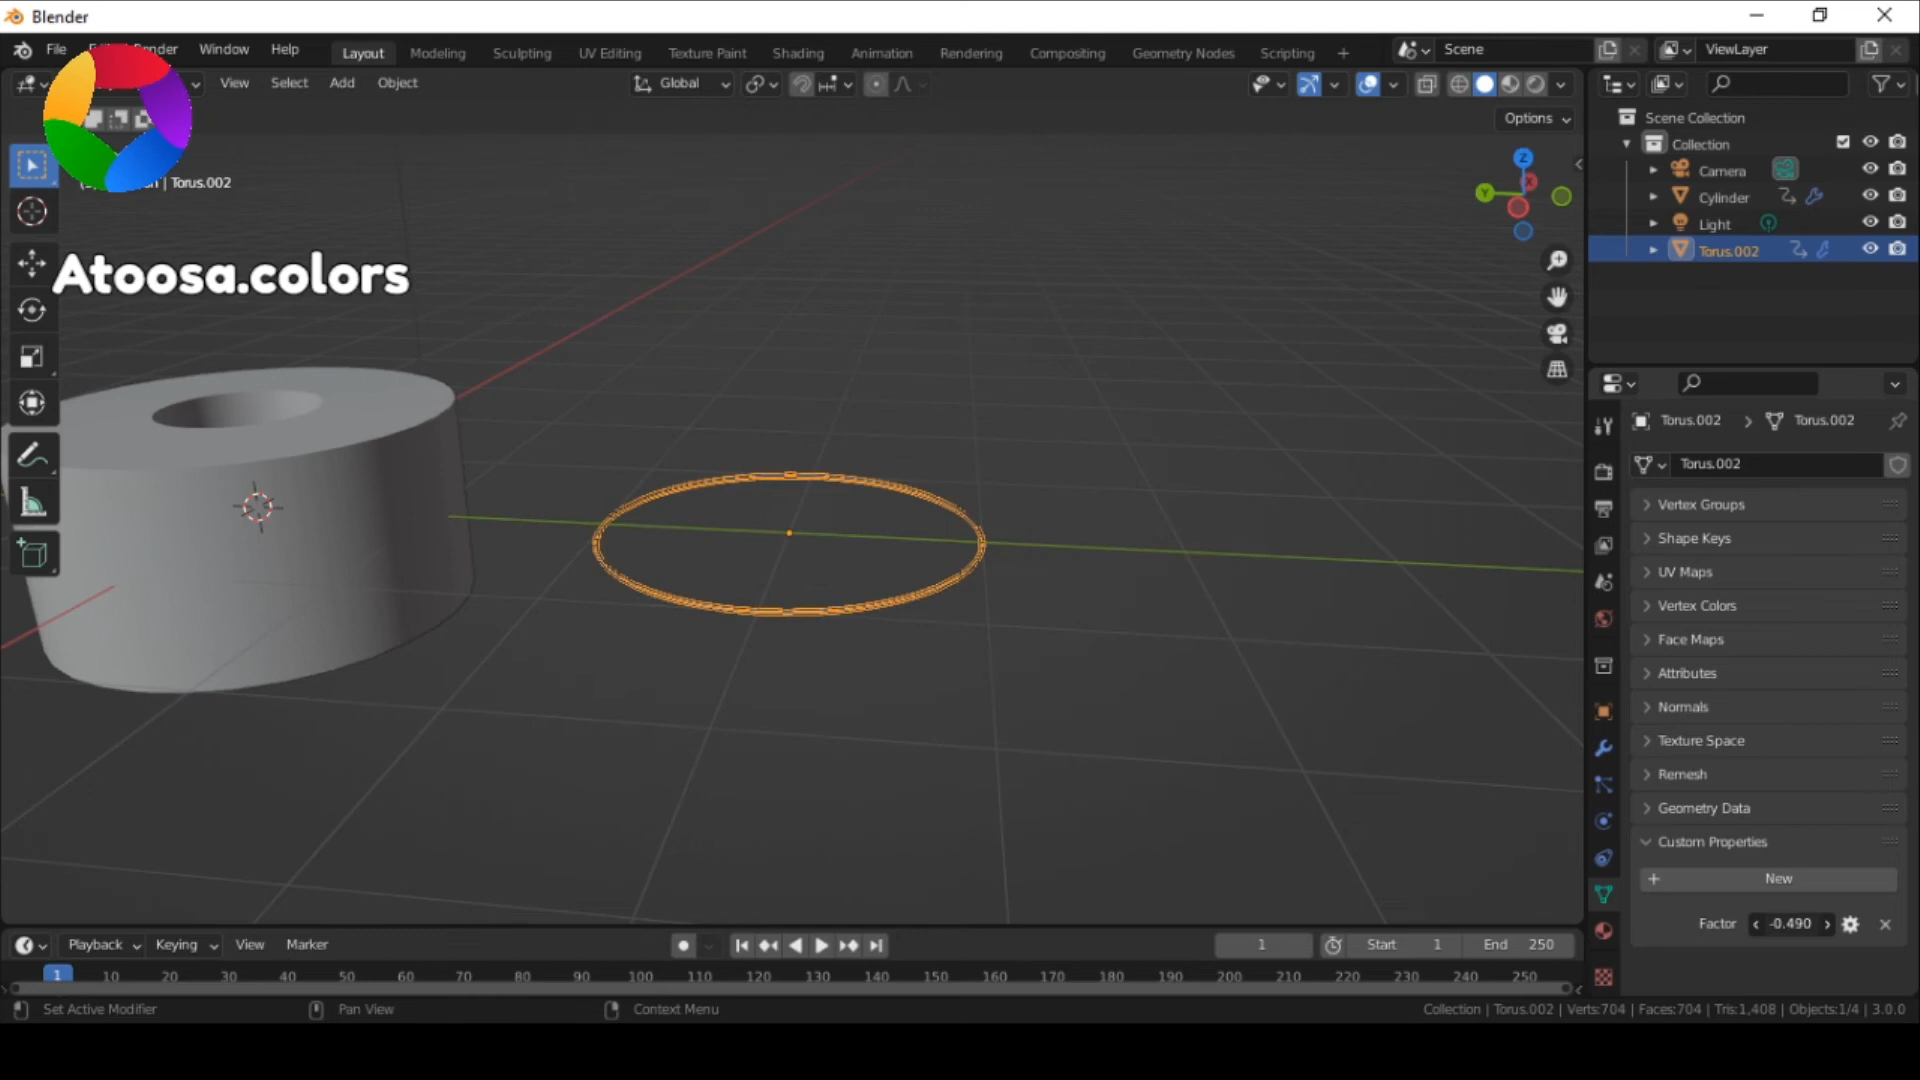 Blender
File Render Window Help Layout Modeling Sculpting UV Editing Texture Paint Shading Animation Rendering Compositing Geometry Nodes Scripting + Scene ViewLayer
View Select Add Object Global
Options
Torus.002
Atoosa.colors
Z
Y
X
Scene Collection
Collection
Camera
Cylinder
Light
Torus.002
Torus.002 > Torus.002
Torus.002
Vertex Groups
Shape Keys
UV Maps
Vertex Colors
Face Maps
Attributes
Normals
Texture Space
Remesh
Geometry Data
Custom Properties
+ New
Factor < -0.490 >
Playback Keying View Marker 1 Start 1 End 250
1 10 20 30 40 50 60 70 80 90 100 110 120 130 140 150 160 170 180 190 200 210 220 230 240 250
Set Active Modifier Pan View Context Menu Collection | Torus.002 | Verts:704 | Faces:704 | Tris:1,408 | Objects:1/4 | 3.0.0